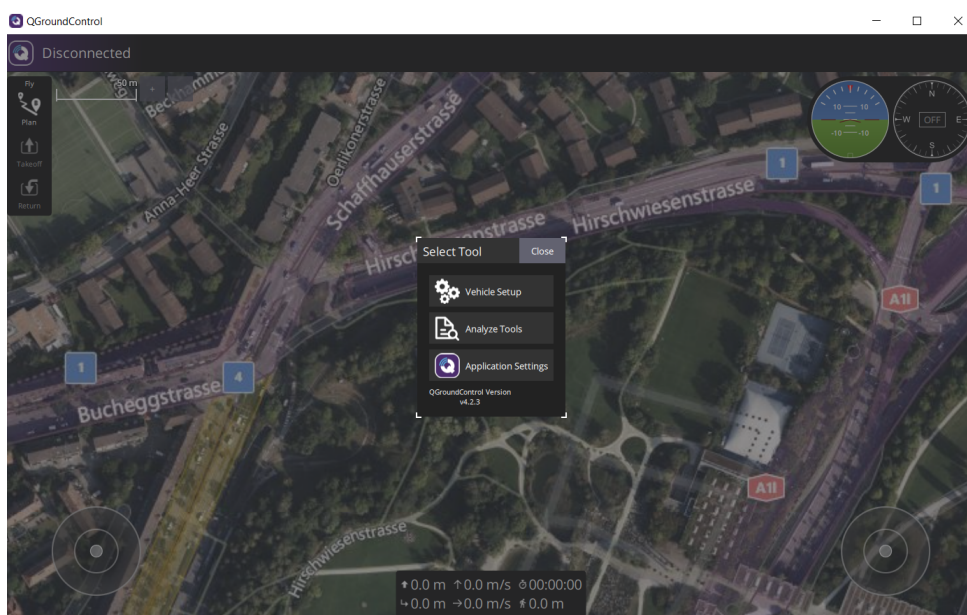 QGroundControl
Disconnected
Fly
Plan
Takeoff
Return
50 m
Anna-Heer Strasse
Oerlikonerstrasse
Schaffhauserstrasse
Hirschwiesenstrasse
10 10
-10 -10
N
W OFF E
S
1
1
A1l
Select Tool
Close
Vehicle Setup
Analyze Tools
Application Settings
QGroundControl Version
v4.2.3
1
4
Bucheggstrasse
A1l
Hirschwiesenstrasse
0.0 m 0.0 m/s 00:00:00
0.0 m 0.0 m/s 0.0 m